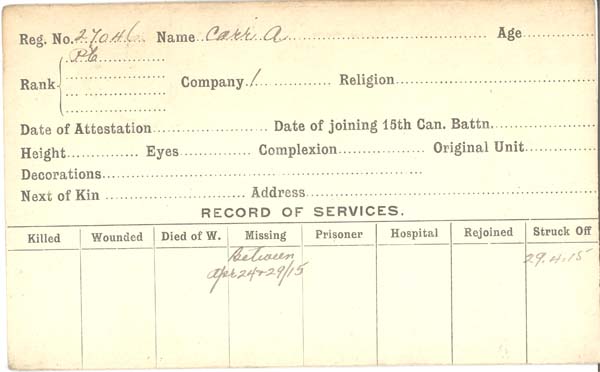 Reg. No. 27046 Name Carr A Age
Pte
Rank Company 1 Religion
Date of Attestation Date of joining 15th Can. Battn.
Height Eyes Complexion Original Unit
Decorations
Next of Kin Address
RECORD OF SERVICES.
Killed Wounded Died of W. Missing Prisoner Hospital Rejoined Struck Off
Between 29.4.15
Apr 24 & 29/15